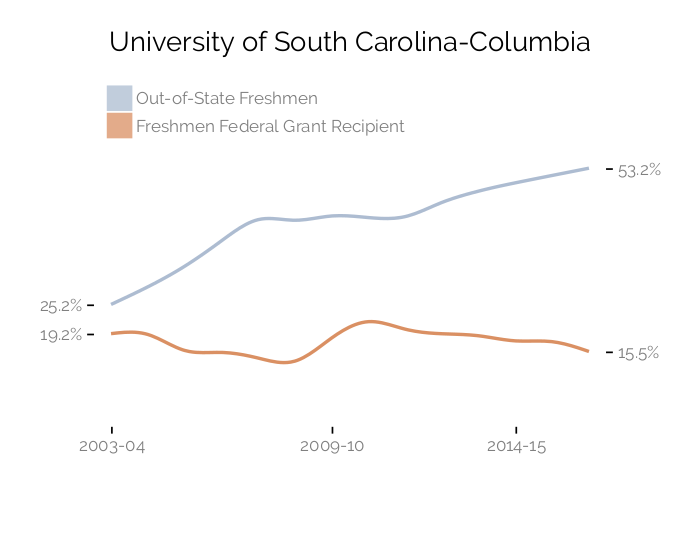 University of South Carolina-Columbia
Out-of-State Freshmen
Freshmen Federal Grant Recipient
53.2%
25.2%
19.2%
15.5%
2003-04 2009-10 2014-15